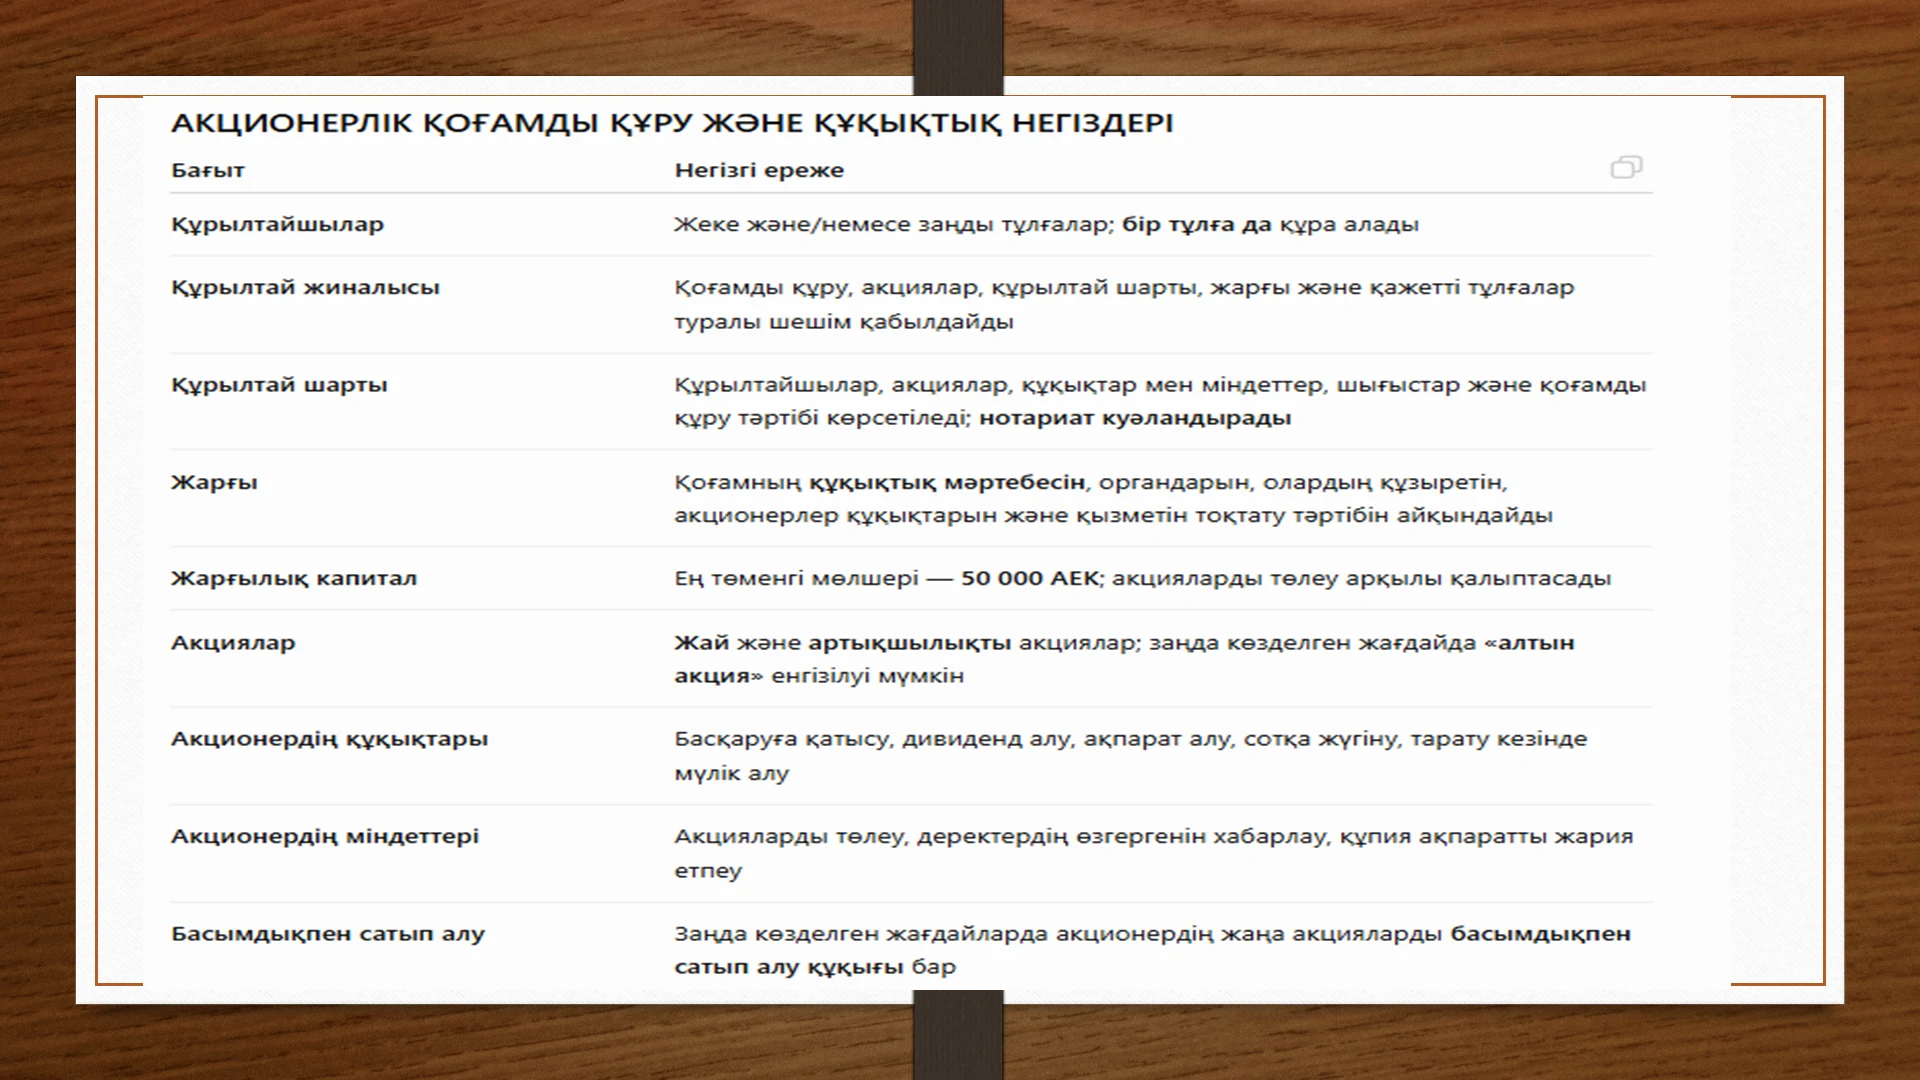 АКЦИОНЕРЛІК ҚОҒАМДЫ ҚҰРУ ЖӘНЕ ҚҰҚЫҚТЫҚ НЕГІЗДЕРІ
Бағыт Негізгі ереже
Құрылтайшылар Жеке және/немесе заңды тұлғалар; бір тұлға да құра алады
Құрылтай жиналысы Қоғамды құру, акциялар, құрылтай шарты, жарғы және қажетті тұлғалар
туралы шешім қабылдайды
Құрылтай шарты Құрылтайшылар, акциялар, құқықтар мен міндеттер, шығыстар және қоғамды
құру тәртібі көрсетіледі; нотариат куәландырады
Жарғы Қоғамның құқықтық мәртебесін, органдарын, олардың құзыретін,
акционерлер құқықтарын және қызметін тоқтату тәртібін айқындайды
Жарғылық капитал Ең төменгі мөлшері — 50 000 АЕК; акцияларды төлеу арқылы қалыптасады
Акциялар Жай және артықшылықты акциялар; заңда көзделген жағдайда «алтын
акция» енгізілуі мүмкін
Акционердің құқықтары Басқаруға қатысу, дивиденд алу, ақпарат алу, сотқа жүгіну, тарату кезінде
мүлік алу
Акционердің міндеттері Акцияларды төлеу, деректердің өзгергенін хабарлау, құпия ақпаратты жария
етпеу
Басымдықпен сатып алу Заңда көзделген жағдайларда акционердің жаңа акцияларды басымдықпен
сатып алу құқығы бар